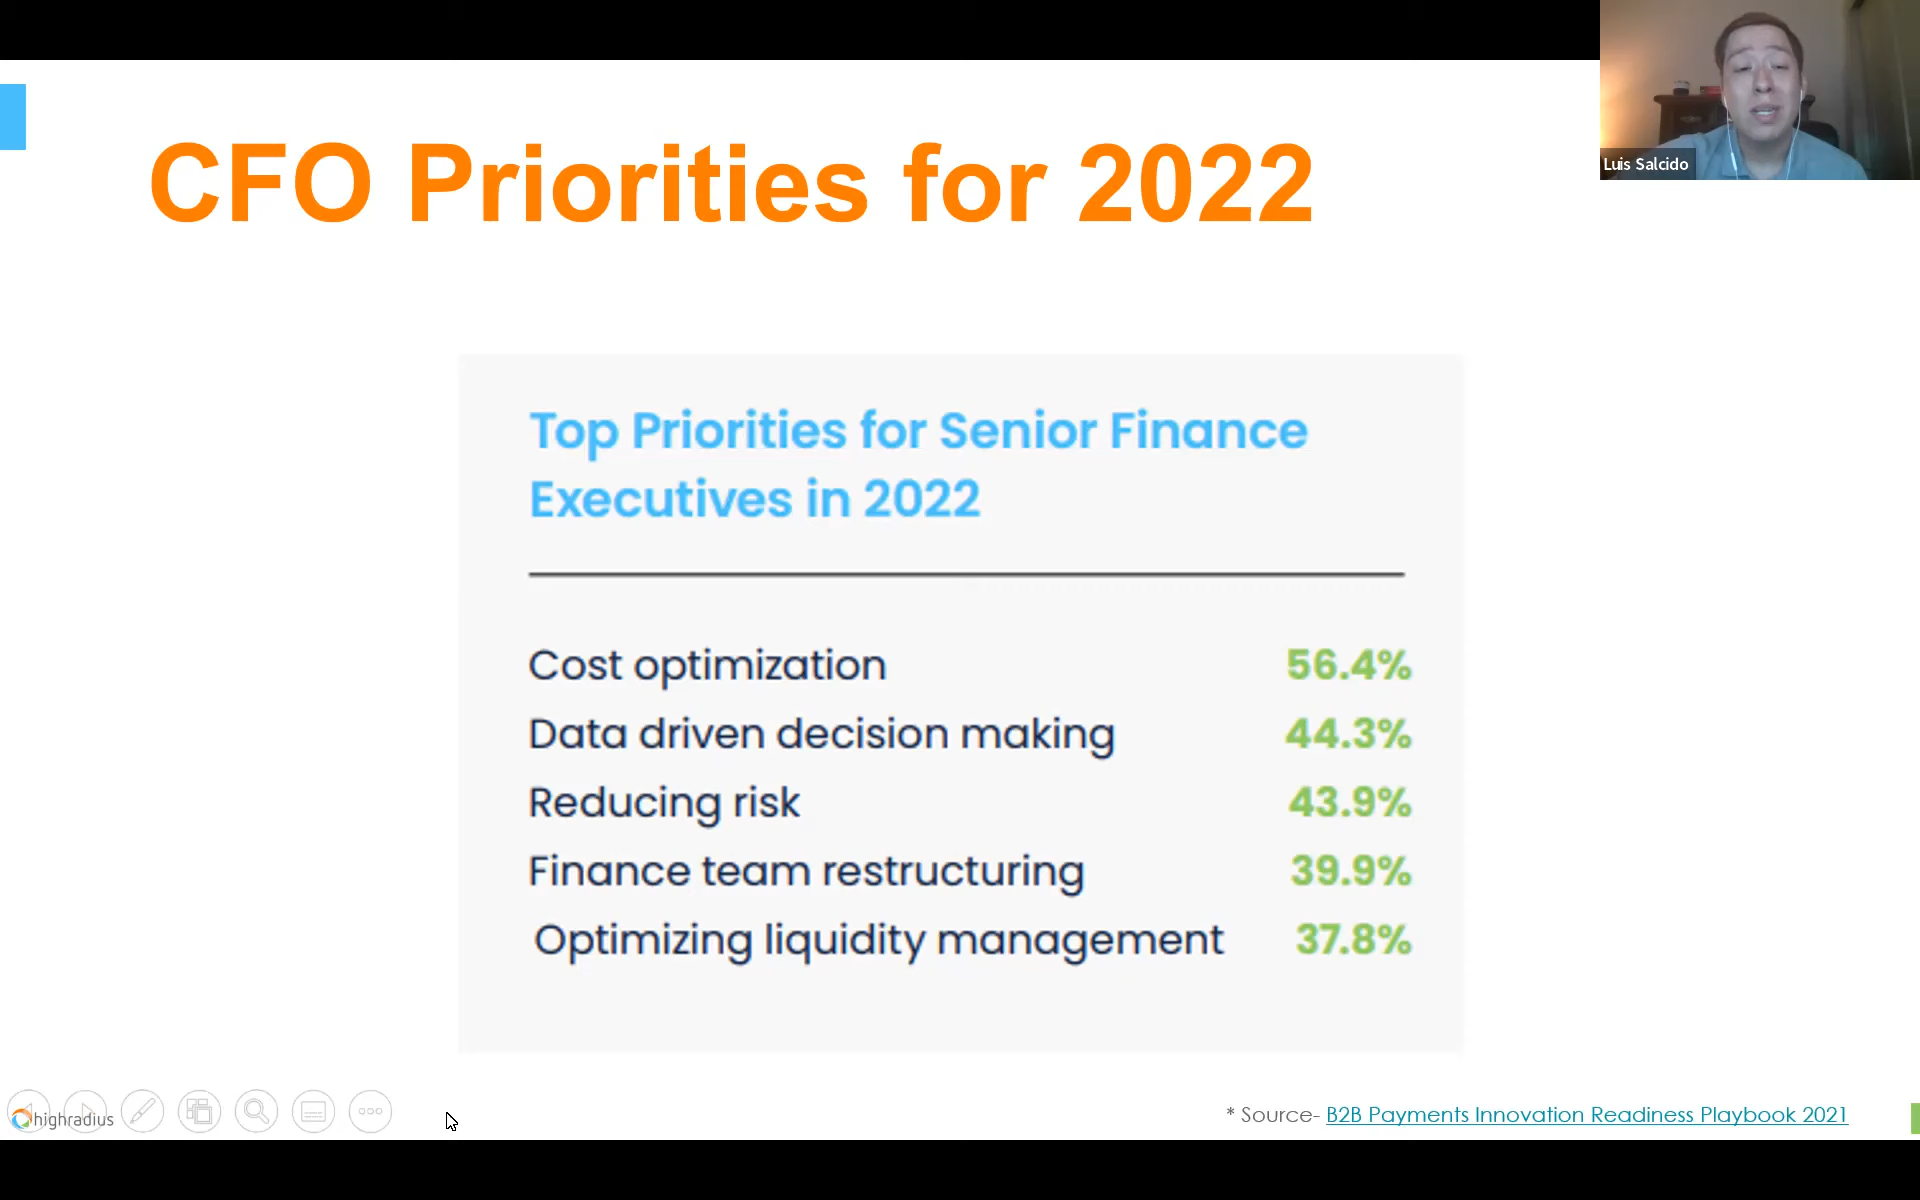 CFO Priorities for 2022
Luis Salcido
Top Priorities for Senior Finance
Executives in 2022
Cost optimization 56.4%
Data driven decision making 44.3%
Reducing risk 43.9%
Finance team restructuring 39.9%
Optimizing liquidity management 37.8%
highradius
* Source- B2B Payments Innovation Readiness Playbook 2021